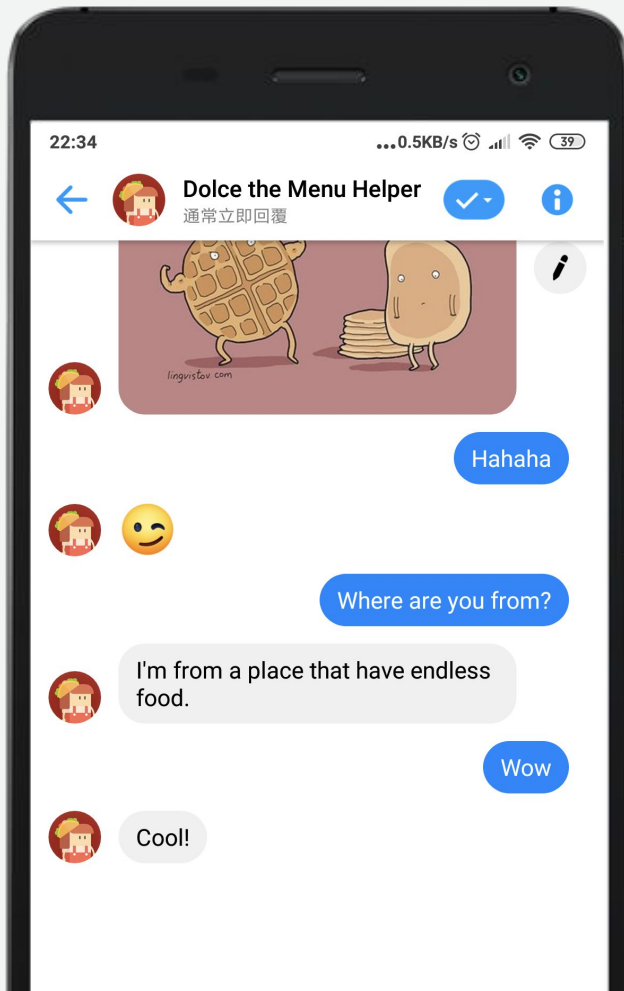 22:34
...0.5KB/s
39
Dolce the Menu Helper
通常立即回覆
lingvistov com
Hahaha
Where are you from?
I'm from a place that have endless
food.
Wow
Cool!